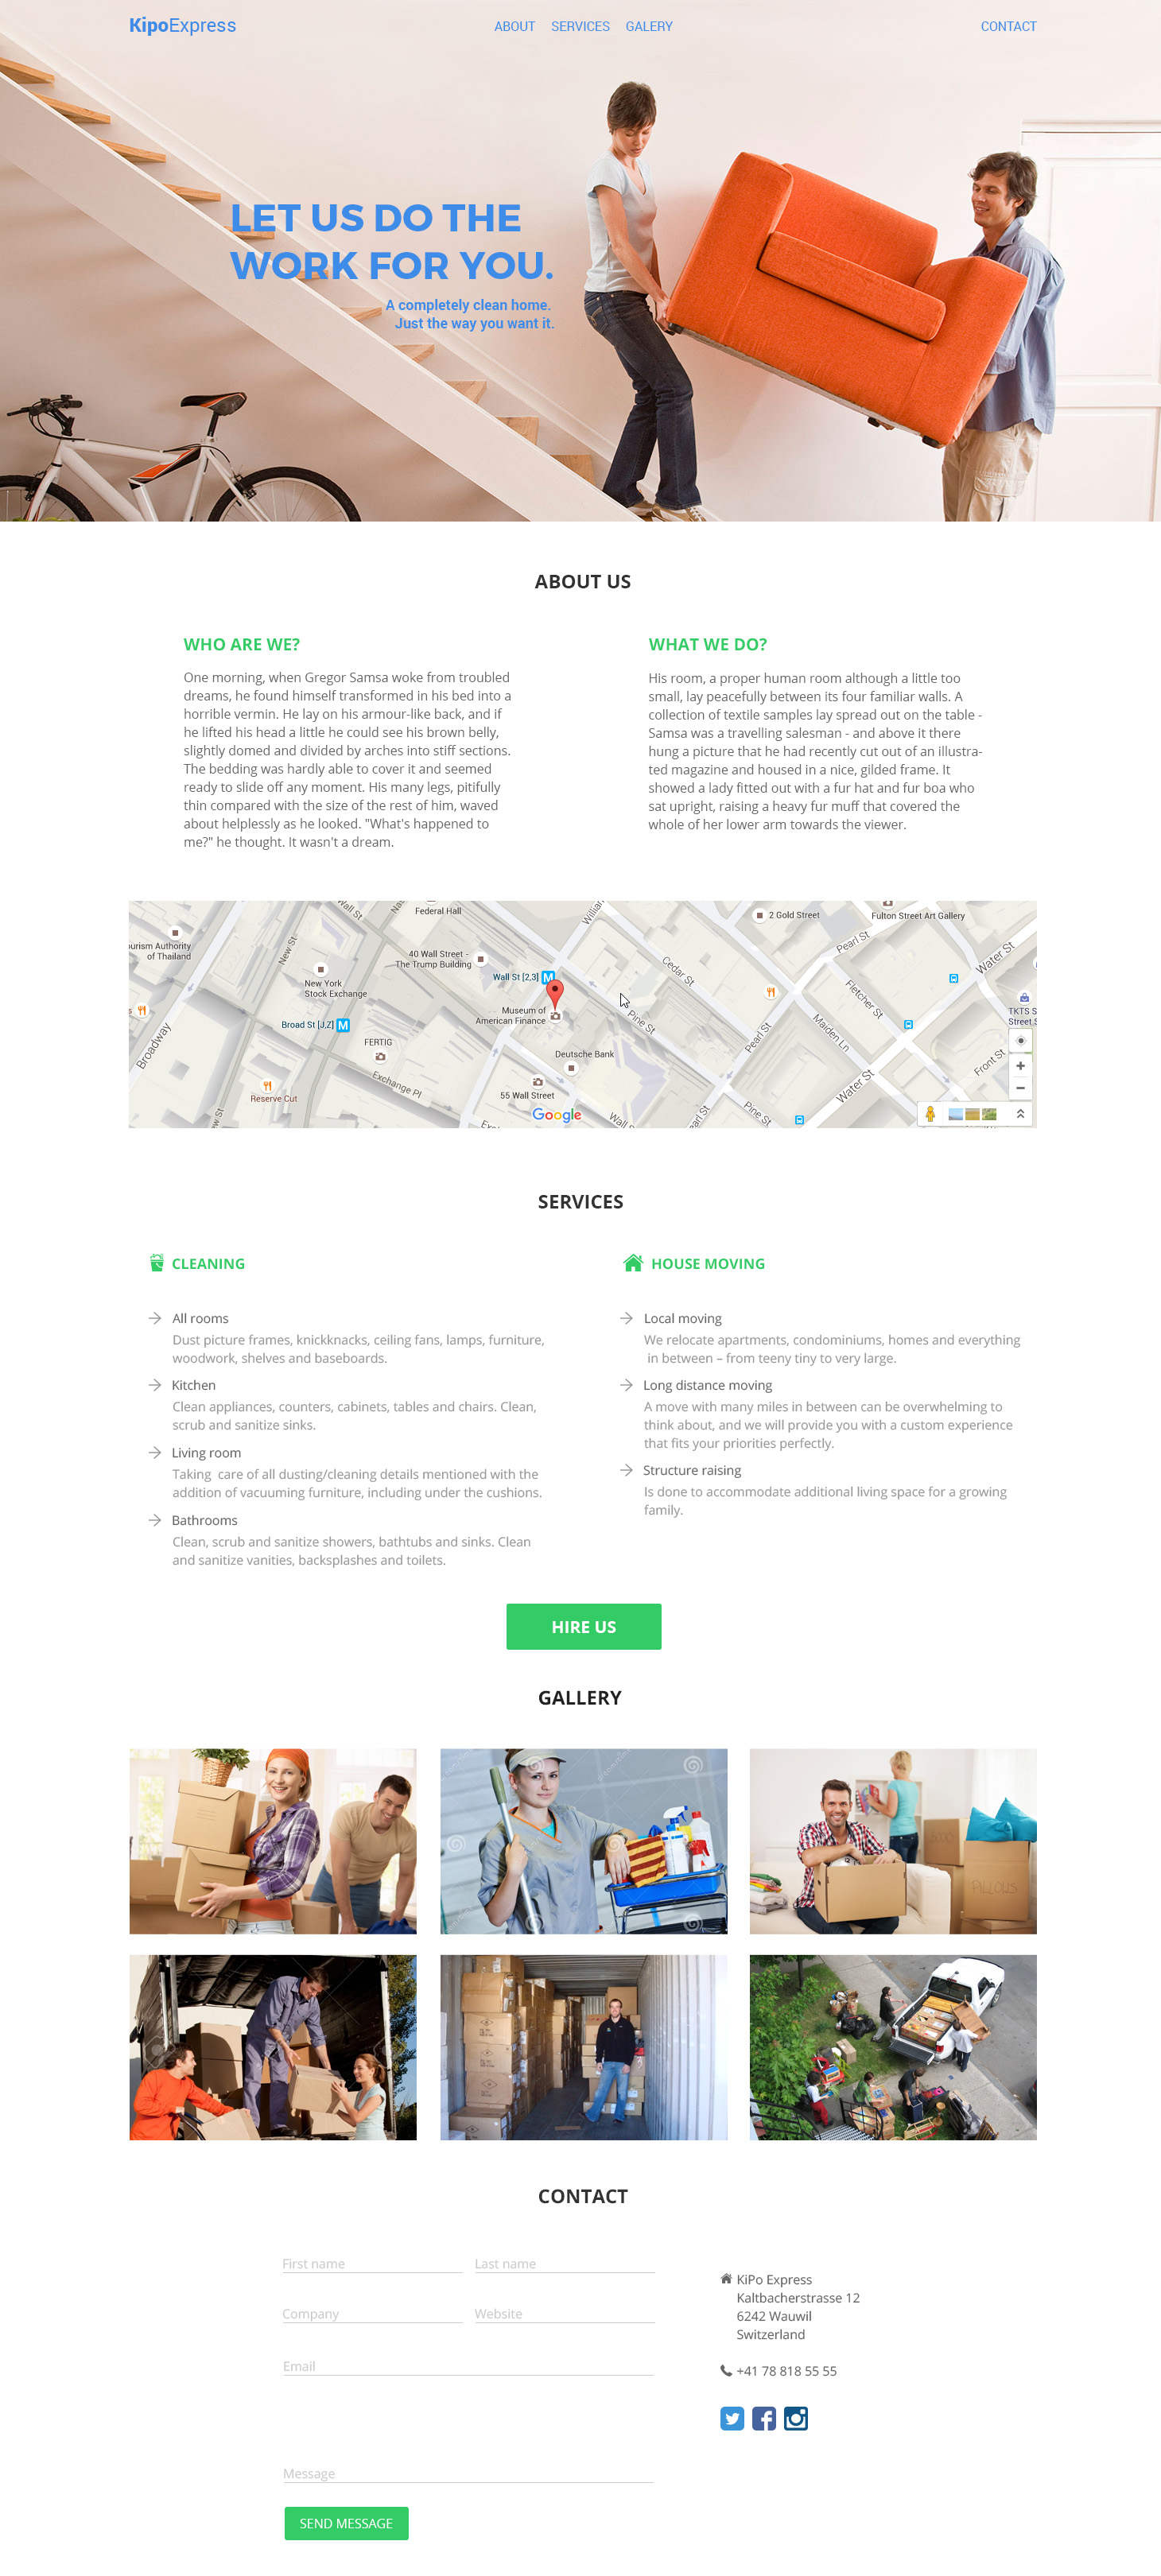 KipoExpress
ABOUT SERVICES GALERY
CONTACT
LET US DO THE
WORK FOR YOU.
A completely clean home.
Just the way you want it.
ABOUT US
WHO ARE WE?
One morning, when Gregor Samsa woke from troubled
dreams, he found himself transformed in his bed into a
horrible vermin. He lay on his armour-like back, and if
he lifted his head a little he could see his brown belly,
slightly domed and divided by arches into stiff sections.
The bedding was hardly able to cover it and seemed
ready to slide off any moment. His many legs, pitifully
thin compared with the size of the rest of him, waved
about helplessly as he looked. "What's happened to
me?" he thought. It wasn't a dream.
WHAT WE DO?
His room, a proper human room although a little too
small, lay peacefully between its four familiar walls. A
collection of textile samples lay spread out on the table -
Samsa was a travelling salesman - and above it there
hung a picture that he had recently cut out of an illustra-
ted magazine and housed in a nice, gilded frame. It
showed a lady fitted out with a fur hat and fur boa who
sat upright, raising a heavy fur muff that covered the
whole of her lower arm towards the viewer.
Wall St
Nas
Federal Hall
Willian
2 Gold Street
Fulton Street Art Gallery
urism Authority
of Thailand
New St
40 Wall Street -
The Trump Building
Pearl St
Water St
Cedar St
Wall St [2,3] M
New York
Stock Exchange
Fletcher St
TKTS S
Street S
Museum of
American Finance
Pine St
Maiden Ln
Broad St [J,Z] M
Broadway
FERTIG
Pearl St
Deutsche Bank
Front St
Exchange Pl
Water St
Reserve Cut
55 Wall Street
ew St
Google
Wall S
Pine St
Pearl St
Exc
SERVICES
CLEANING
All rooms
Dust picture frames, knickknacks, ceiling fans, lamps, furniture,
woodwork, shelves and baseboards.
Kitchen
Clean appliances, counters, cabinets, tables and chairs. Clean,
scrub and sanitize sinks.
Living room
Taking care of all dusting/cleaning details mentioned with the
addition of vacuuming furniture, including under the cushions.
Bathrooms
Clean, scrub and sanitize showers, bathtubs and sinks. Clean
and sanitize vanities, backsplashes and toilets.
HOUSE MOVING
Local moving
We relocate apartments, condominiums, homes and everything
in between – from teeny tiny to very large.
Long distance moving
A move with many miles in between can be overwhelming to
think about, and we will provide you with a custom experience
that fits your priorities perfectly.
Structure raising
Is done to accommodate additional living space for a growing
family.
HIRE US
GALLERY
PILLOWS
CONTACT
First name
Last name
Company
Website
Email
Message
SEND MESSAGE
KiPo Express
Kaltbacherstrasse 12
6242 Wauwil
Switzerland
+41 78 818 55 55